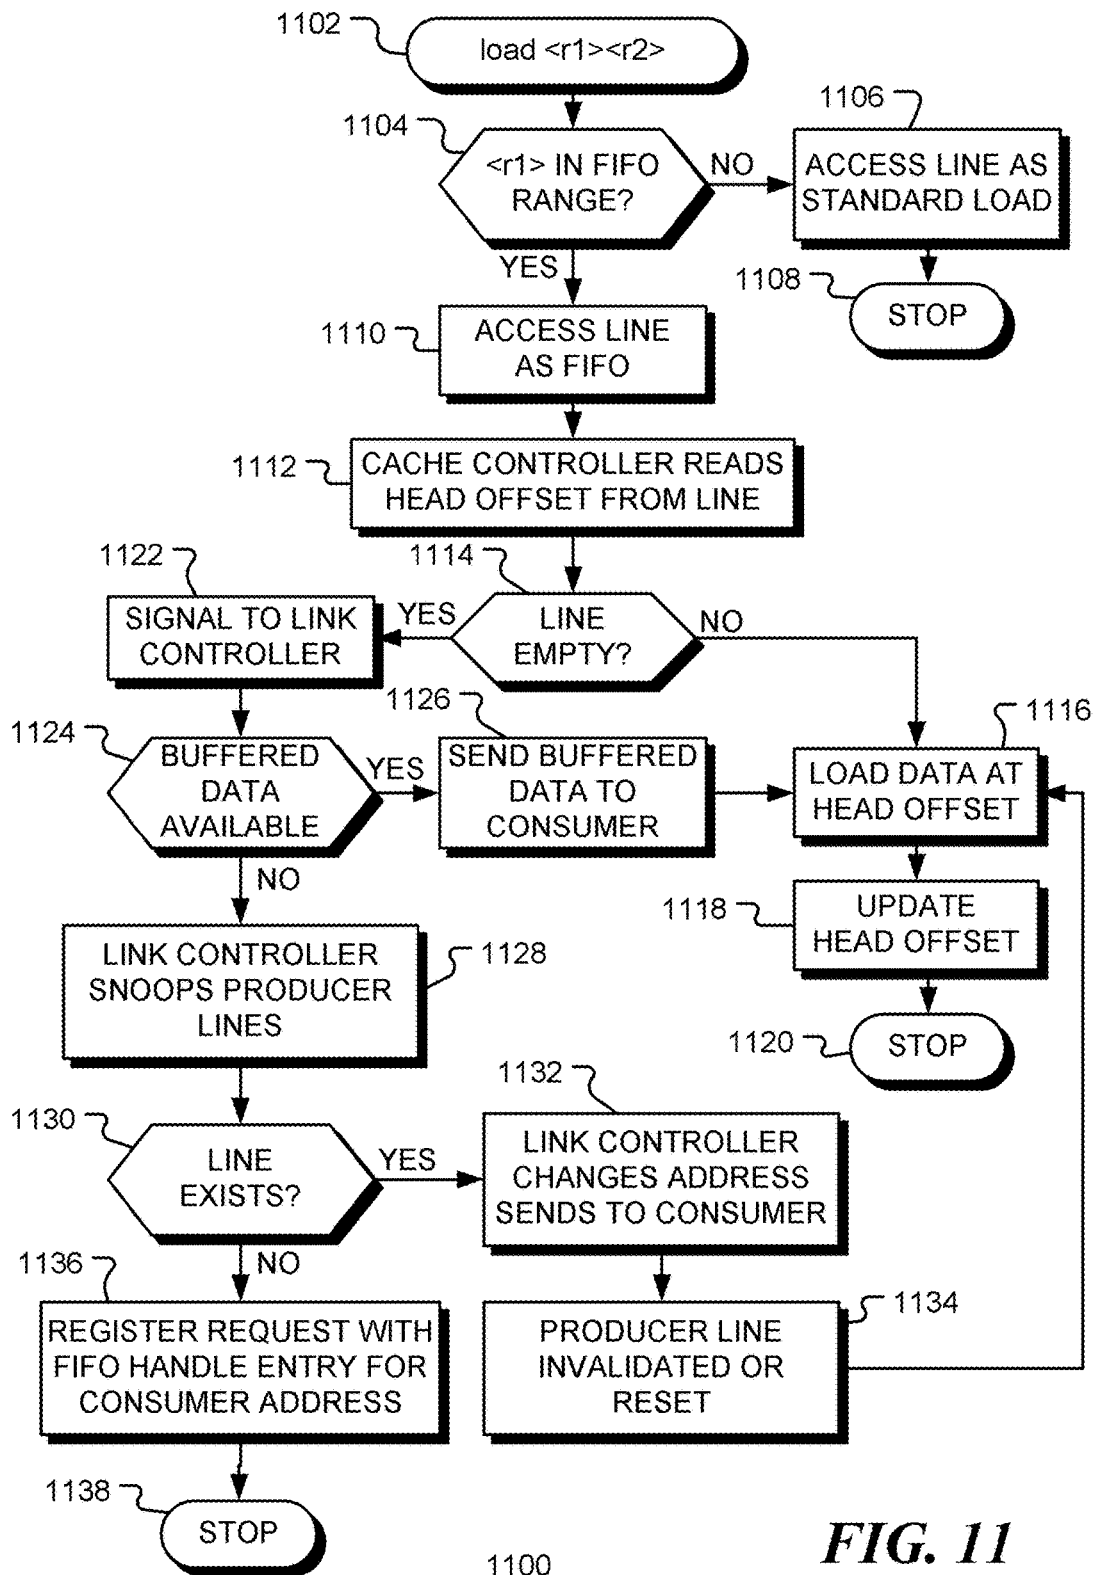 1102
load <r1><r2>
1104
<r1> IN FIFO
RANGE?
NO
1106
ACCESS LINE AS
STANDARD LOAD
YES
1108
STOP
1110
ACCESS LINE
AS FIFO
1112
CACHE CONTROLLER READS
HEAD OFFSET FROM LINE
1114
LINE
EMPTY?
YES
NO
1122
SIGNAL TO LINK
CONTROLLER
1124
BUFFERED
DATA
AVAILABLE
YES
1126
SEND BUFFERED
DATA TO
CONSUMER
1116
LOAD DATA AT
HEAD OFFSET
NO
1118
UPDATE
HEAD OFFSET
1120
STOP
1128
LINK CONTROLLER
SNOOPS PRODUCER
LINES
1130
LINE
EXISTS?
YES
1132
LINK CONTROLLER
CHANGES ADDRESS
SENDS TO CONSUMER
NO
1136
REGISTER REQUEST WITH
FIFO HANDLE ENTRY FOR
CONSUMER ADDRESS
1134
PRODUCER LINE
INVALIDATED OR
RESET
1138
STOP
1100
FIG. 11